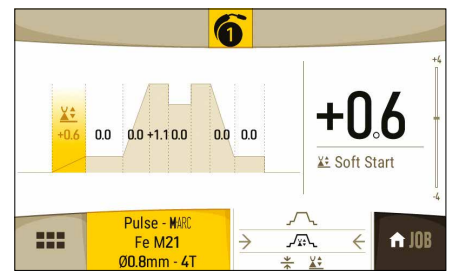 1
+4
+0.6
+0.6 0.0 0.0 +1.1 0.0 0.0 0.0
Soft Start
-4
Pulse - MARC
Fe M21
Ø0.8mm - 4T
JOB